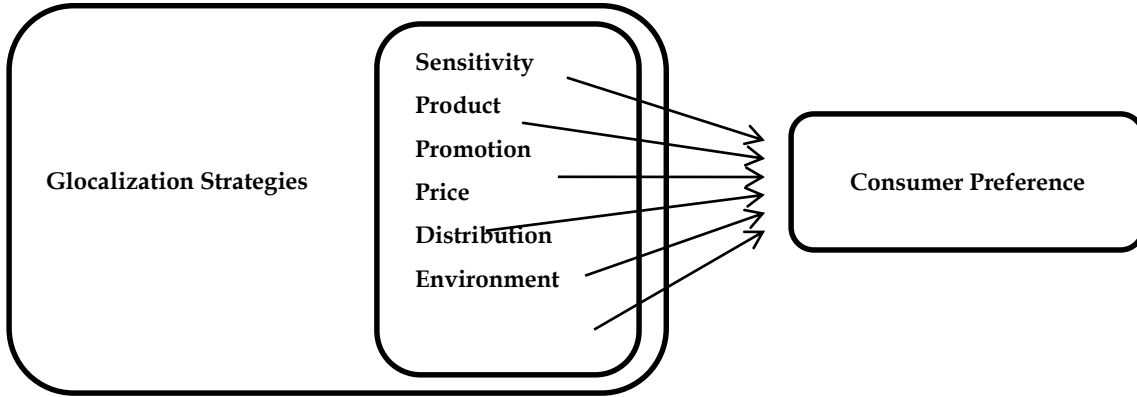 Sensitivity
Product
Promotion
Glocalization Strategies
Price
Distribution
Environment
Consumer Preference